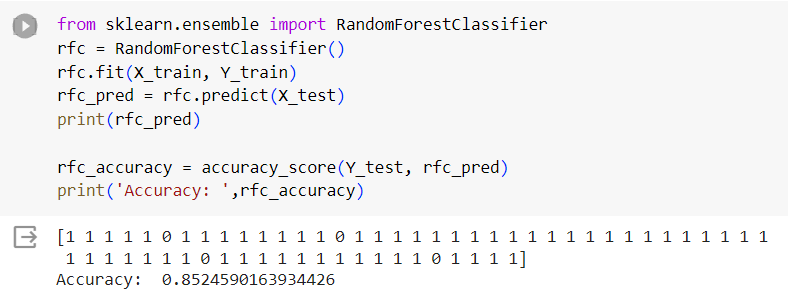 from sklearn.ensemble import RandomForestClassifier
rfc = RandomForestClassifier()
rfc.fit(X_train, Y_train)
rfc_pred = rfc.predict(X_test)
print(rfc_pred)
rfc_accuracy = accuracy_score(Y_test, rfc_pred)
print('Accuracy: ',rfc_accuracy)
[1 1 1 1 1 0 1 1 1 1 1 1 1 1 0 1 1 1 1 1 1 1 1 1 1 1 1 1 1 1 1 1 1 1 1 1 1
1 1 1 1 1 1 1 0 1 1 1 1 1 1 1 1 1 1 1 0 1 1 1 1]
Accuracy:  0.8524590163934426